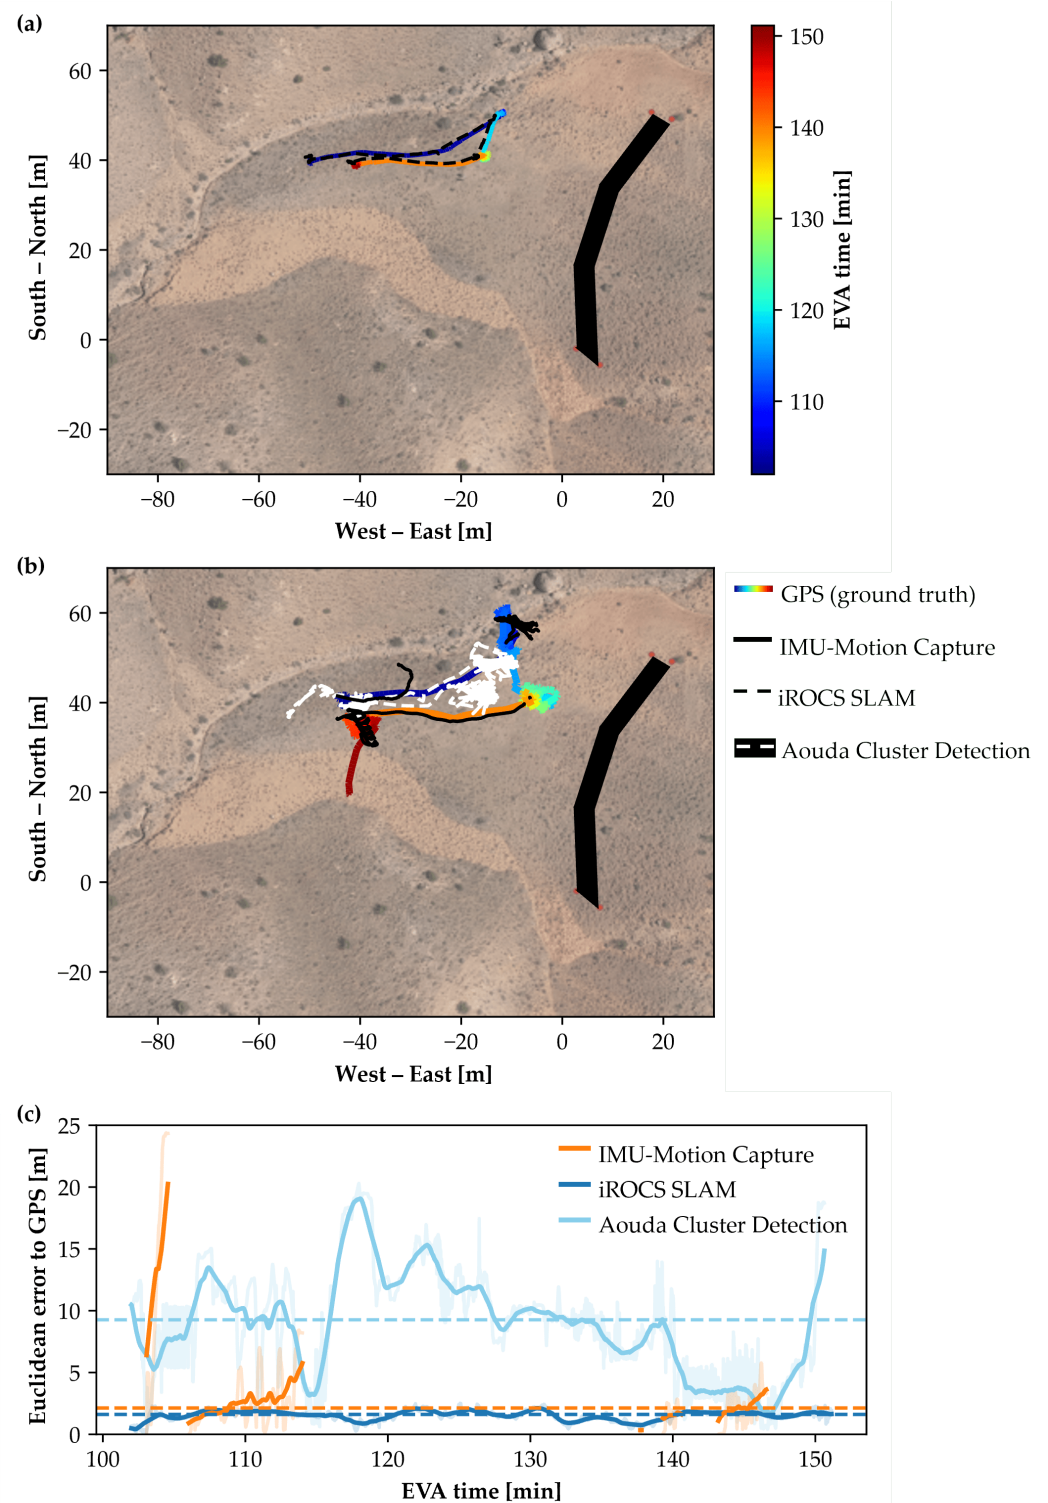 (a)
60
40
20
0
−20
South – North [m]
−80
−60
−40
−20
0
20
West – East [m]
150
140
130
120
110
EVA time [min]
(b)
60
40
20
0
−20
South – North [m]
−80
−60
−40
−20
0
20
West – East [m]
GPS (ground truth)
IMU-Motion Capture
iROCS SLAM
Aouda Cluster Detection
(c)
25
20
15
10
5
0
Euclidean error to GPS [m]
IMU-Motion Capture
iROCS SLAM
Aouda Cluster Detection
100
110
120
130
140
150
EVA time [min]